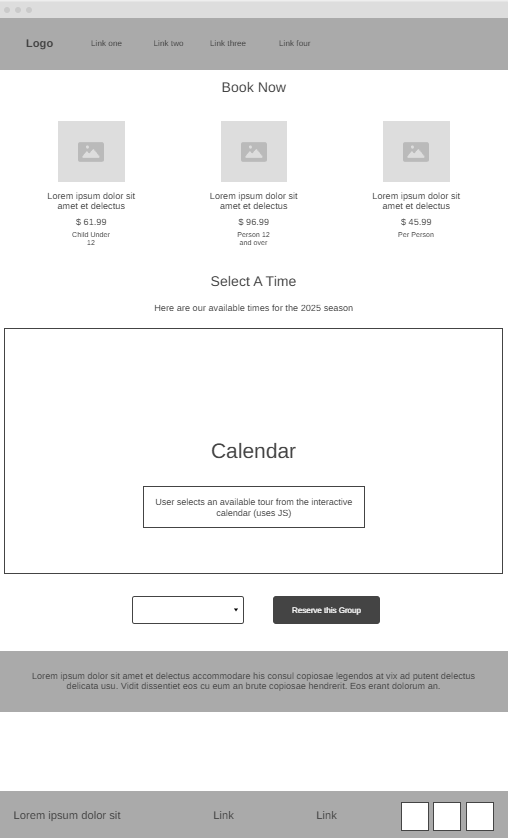 Logo Link one Link two Link three Link four
Book Now
Lorem ipsum dolor sit
amet et delectus
$ 61.99
Child Under
12
Lorem ipsum dolor sit
amet et delectus
$ 96.99
Person 12
and over
Lorem ipsum dolor sit
amet et delectus
$ 45.99
Per Person
Select A Time
Here are our available times for the 2025 season
Calendar
User selects an available tour from the interactive
calendar (uses JS)
Reserve this Group
Lorem ipsum dolor sit amet et delectus accommodare his consul copiosae legendos at vix ad putent delectus
delicata usu. Vidit dissentiet eos cu eum an brute copiosae hendrerit. Eos erant dolorum an.
Lorem ipsum dolor sit Link Link